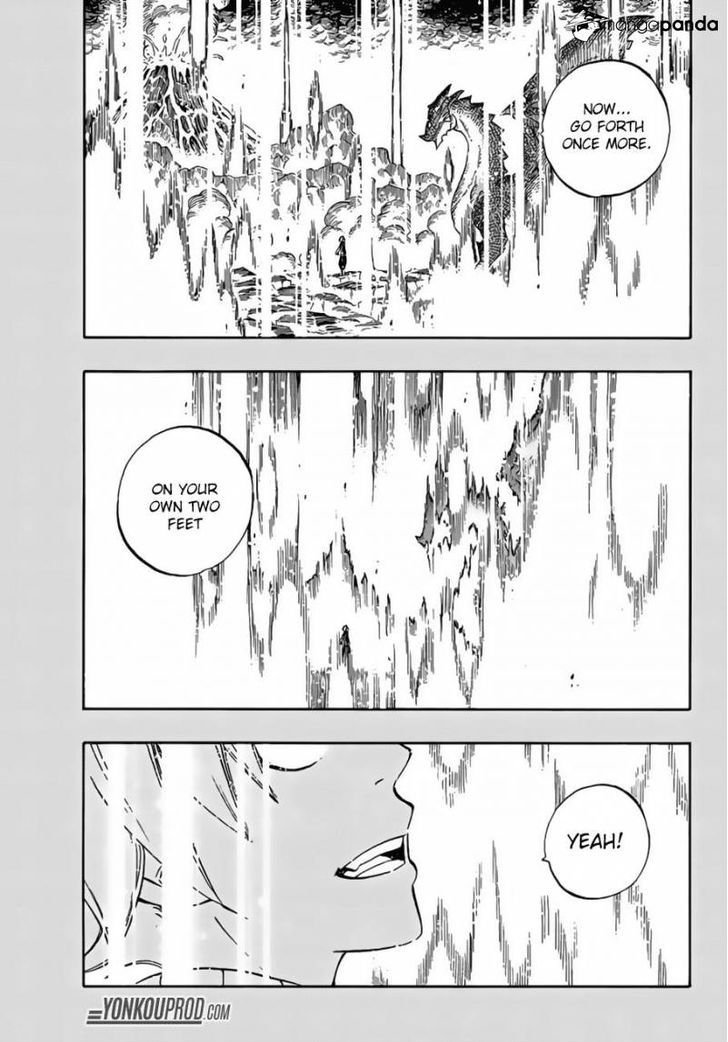 mangapanda
NOW...
GO FORTH
ONCE MORE.
ON YOUR
OWN TWO
FEET
YEAH!
=YONKOUPROD.COM